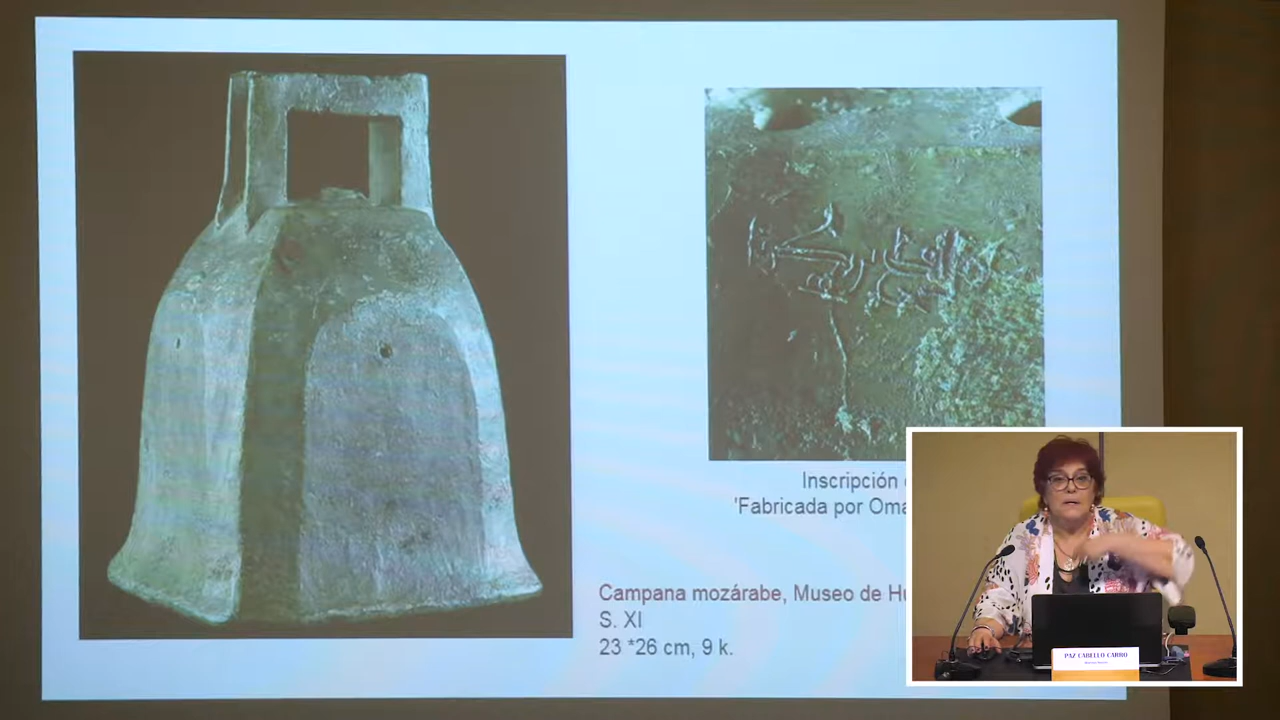 Inscripción
'Fabricada por Oma
Campana mozárabe, Museo de Hu
S. XI
23 *26 cm, 9 k.
PAZ CABELLO CARRO